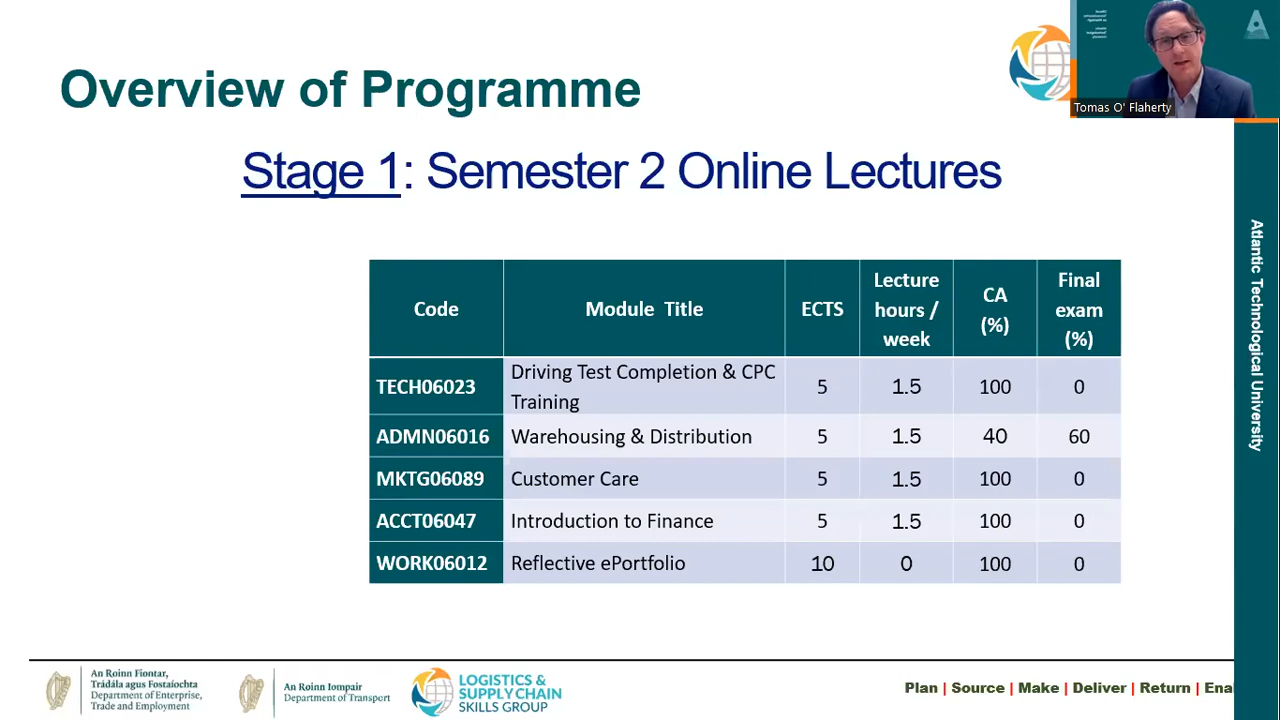 Overview of Programme
Tomas O' Flaherty
Stage 1: Semester 2 Online Lectures
Code Module Title ECTS Lecture hours / week CA (%) Final exam (%)
TECH06023 Driving Test Completion & CPC Training 5 1.5 100 0
ADMN06016 Warehousing & Distribution 5 1.5 40 60
MKTG06089 Customer Care 5 1.5 100 0
ACCT06047 Introduction to Finance 5 1.5 100 0
WORK06012 Reflective ePortfolio 10 0 100 0
Atlantic Technological University
An Roinn Fiontar,
Trádála agus Fostaíochta
Department of Enterprise,
Trade and Employment
An Roinn Iompair
Department of Transport
LOGISTICS &
SUPPLY CHAIN
SKILLS GROUP
Plan | Source | Make | Deliver | Return | Ena